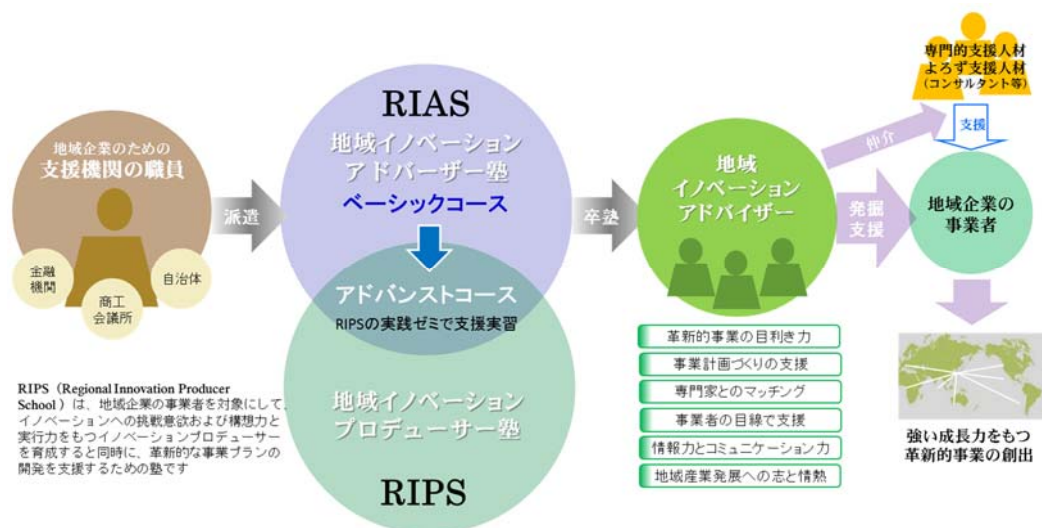 地域企業のための
支援機関の職員
金融
機関
商工
会議所
自治体
派遣
RIAS
地域イノベーション
アドバーザー塾
ベーシックコース
アドバンストコース
RIPSの実践ゼミで支援実習
地域イノベーション
プロデューサー塾
RIPS
卒塾
地域
イノベーション
アドバイザー
革新的事業の目利き力
事業計画づくりの支援
専門家とのマッチング
事業者の目線で支援
情報力とコミュニケーション力
地域産業発展への志と情熱
仲介
発掘
支援
専門的支援人材
よろず支援人材
(コンサルタント等)
支援
地域企業の
事業者
強い成長力をもつ
革新的事業の創出
RIPS(Regional Innovation Producer
School)は、地域企業の事業者を対象にして、
イノベーションへの挑戦意欲および構想力と
実行力をもつイノベーションプロデューサー
を育成すると同時に、革新的な事業プランの
開発を支援するための塾です